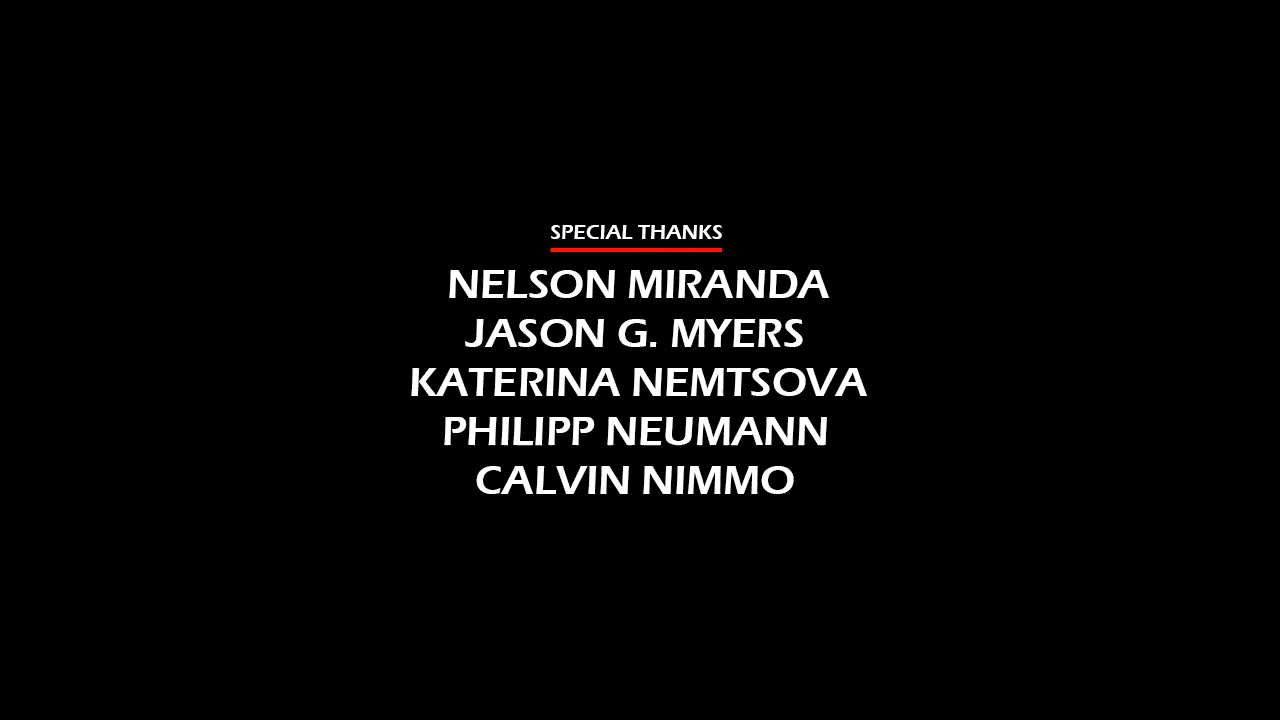 SPECIAL THANKS
NELSON MIRANDA
JASON G. MYERS
KATERINA NEMTSOVA
PHILIPP NEUMANN
CALVIN NIMMO